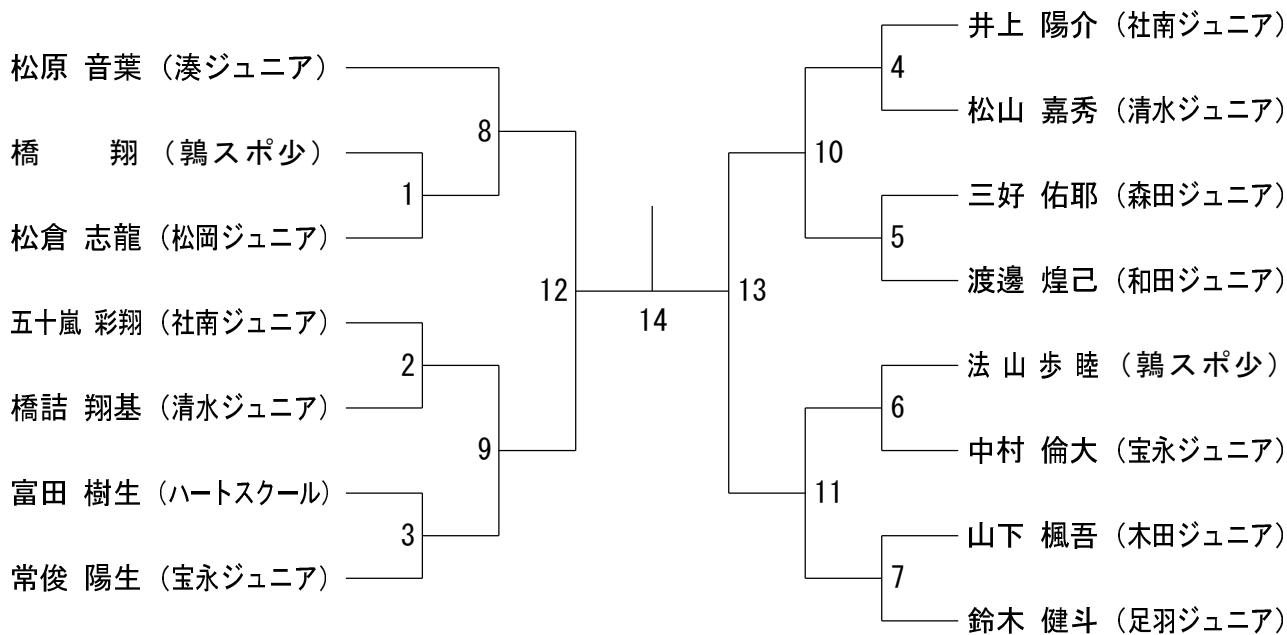 松原 音葉 (湊ジュニア)
橋 翔 (鶉スポ少)
松倉 志龍 (松岡ジュニア)
五十嵐 彩翔 (社南ジュニア)
橋詰 翔基 (清水ジュニア)
富田 樹生 (ハートスクール)
常俊 陽生 (宝永ジュニア)
1
2
3
8
9
12
14
13
10
11
4
5
6
7
井上 陽介 (社南ジュニア)
松山 嘉秀 (清水ジュニア)
三好 佑耶 (森田ジュニア)
渡邊 煌己 (和田ジュニア)
法山 歩睦 (鶉スポ少)
中村 倫大 (宝永ジュニア)
山下 楓吾 (木田ジュニア)
鈴木 健斗 (足羽ジュニア)